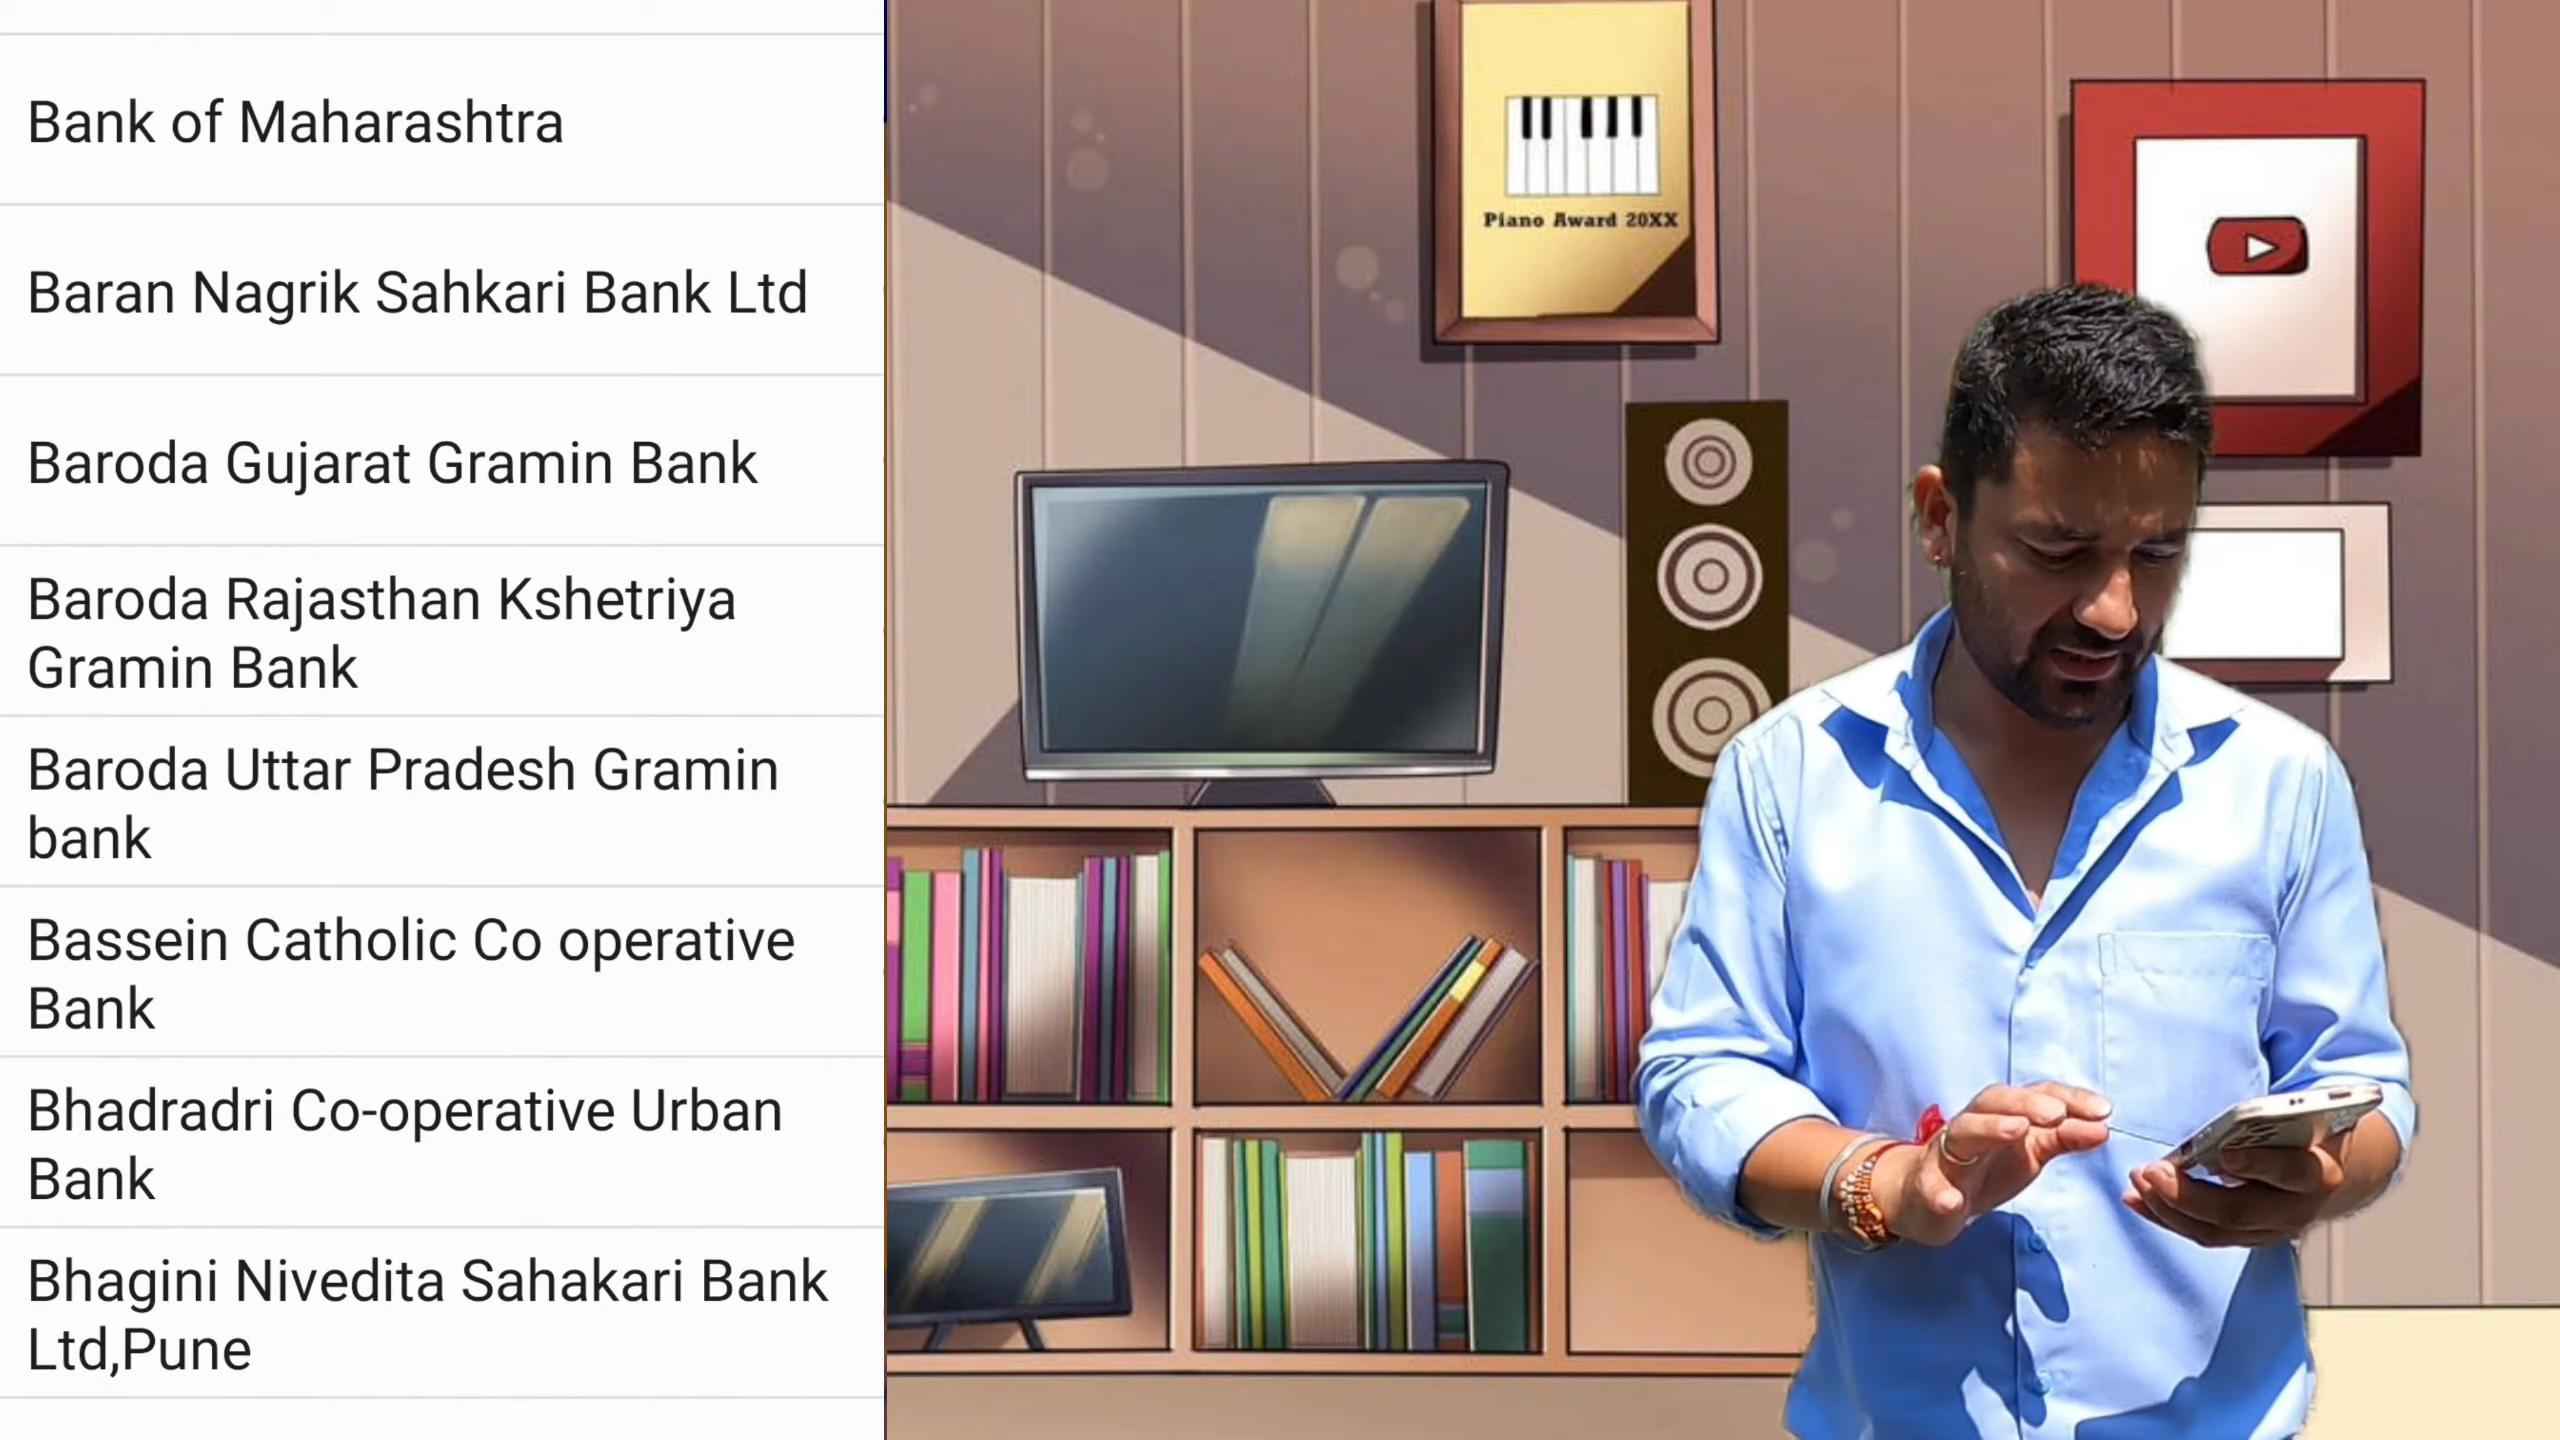 Bank of Maharashtra
Baran Nagrik Sahkari Bank Ltd
Baroda Gujarat Gramin Bank
Baroda Rajasthan Kshetriya
Gramin Bank
Baroda Uttar Pradesh Gramin
bank
Bassein Catholic Co operative
Bank
Bhadradri Co-operative Urban
Bank
Bhagini Nivedita Sahakari Bank
Ltd,Pune
Piano Award 20XX